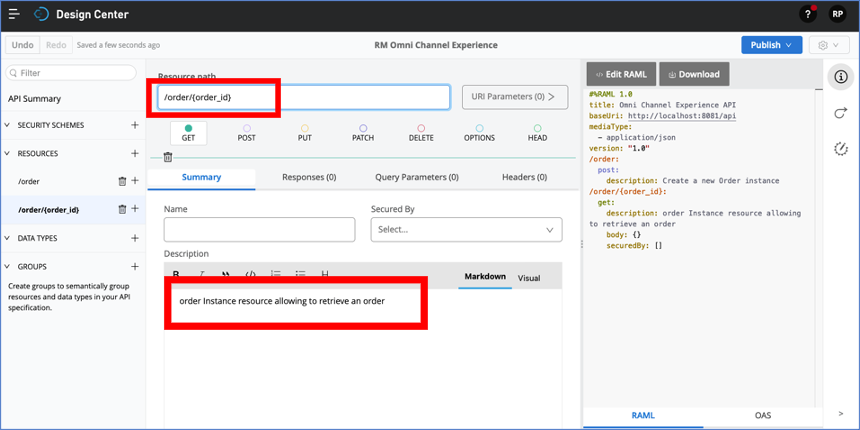 Design Center
?
RP
Undo
Redo
Saved a few seconds ago
RM Omni Channel Experience
Publish
Filter
API Summary
SECURITY SCHEMES
RESOURCES
/order
/order/{order_id}
DATA TYPES
GROUPS
Create groups to semantically group
resources and data types in your API
specification.
Resource path
/order/{order_id}
URI Parameters (0) >
GET
POST
PUT
PATCH
DELETE
OPTIONS
HEAD
Summary
Responses (0)
Query Parameters (0)
Headers (0)
Name
Secured By
Select...
Description
B
I
</>
H
Markdown
Visual
order Instance resource allowing to retrieve an order
</> Edit RAML
Download
#%RAML 1.0
title: Omni Channel Experience API
baseUri: http://localhost:8081/api
mediaType:
- application/json
version: "1.0"
/order:
post:
description: Create a new Order instance
/order/{order_id}:
get:
description: order Instance resource allowing
to retrieve an order
body: {}
securedBy: []
RAML
OAS
>